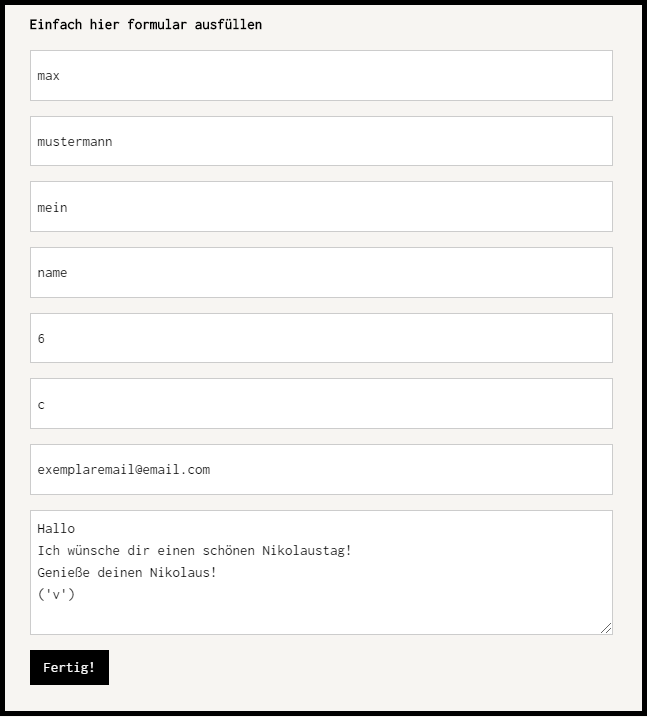 Einfach hier formular ausfüllen
max
mustermann
mein
name
6
c
exemplaremail@email.com
Hallo
Ich wünsche dir einen schönen Nikolaustag!
Genieße deinen Nikolaus!
('v')
Fertig!